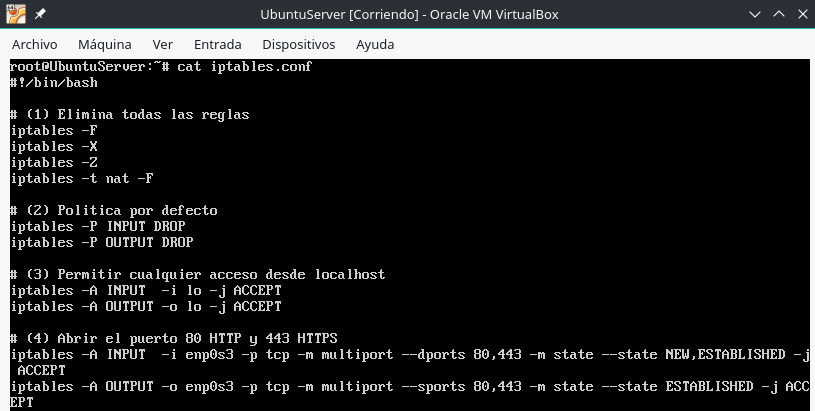 UbuntuServer [Corriendo] - Oracle VM VirtualBox
Archivo Máquina Ver Entrada Dispositivos Ayuda
root@UbuntuServer:~# cat iptables.conf
#!/bin/bash
# (1) Elimina todas las reglas
iptables -F
iptables -X
iptables -Z
iptables -t nat -F
# (2) Politica por defecto
iptables -P INPUT DROP
iptables -P OUTPUT DROP
# (3) Permitir cualquier acceso desde localhost
iptables -A INPUT  -i lo -j ACCEPT
iptables -A OUTPUT -o lo -j ACCEPT
# (4) Abrir el puerto 80 HTTP y 443 HTTPS
iptables -A INPUT  -i enp0s3 -p tcp -m multiport --dports 80,443 -m state --state NEW,ESTABLISHED -j
 ACCEPT
iptables -A OUTPUT -o enp0s3 -p tcp -m multiport --sports 80,443 -m state --state ESTABLISHED -j ACC
EPT